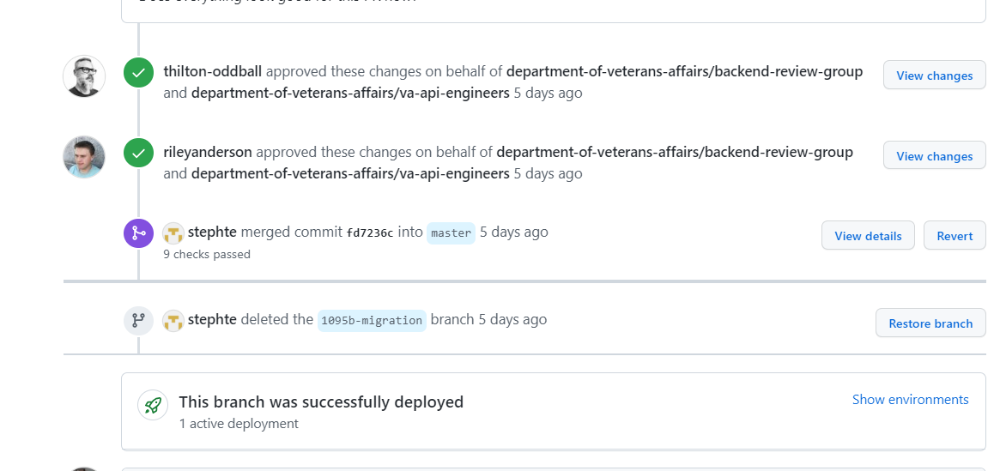 thilton-oddball approved these changes on behalf of department-of-veterans-affairs/backend-review-group
and department-of-veterans-affairs/va-api-engineers 5 days ago
View changes
rileyanderson approved these changes on behalf of department-of-veterans-affairs/backend-review-group
and department-of-veterans-affairs/va-api-engineers 5 days ago
View changes
stephte merged commit fd7236c into master 5 days ago
9 checks passed
View details
Revert
stephte deleted the 1095b-migration branch 5 days ago
Restore branch
This branch was successfully deployed
1 active deployment
Show environments